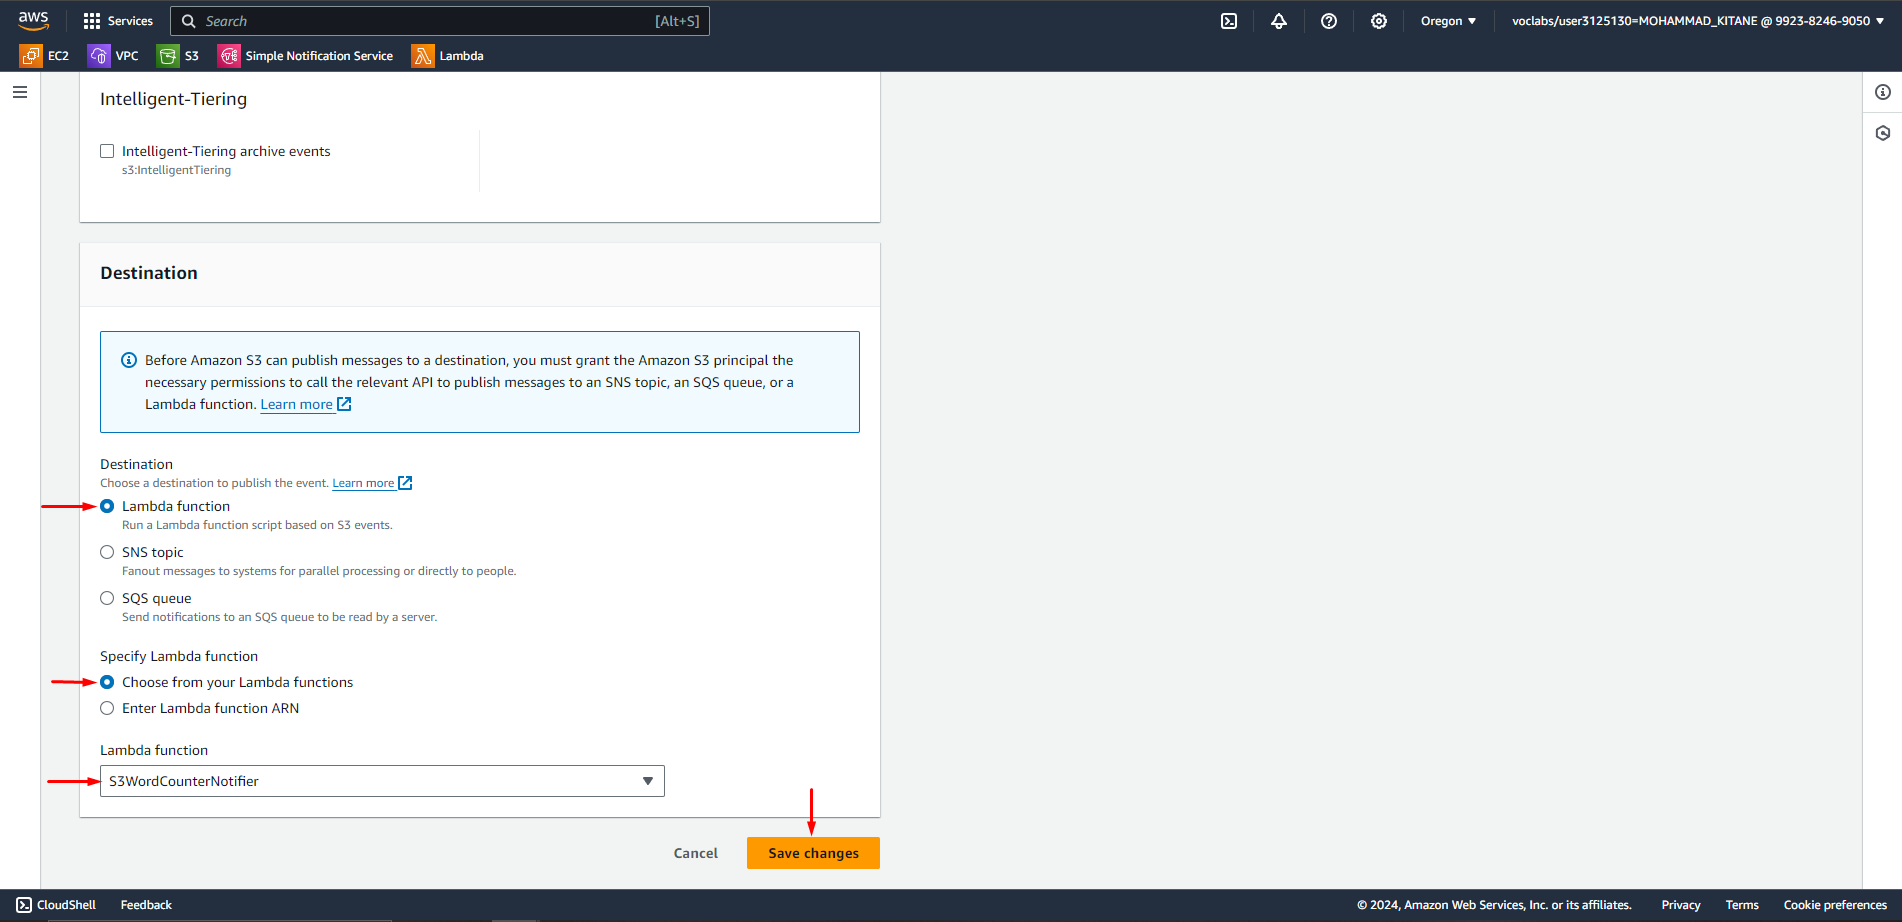 aws
Services
Search
[Alt+S]
Oregon
voclabs/user3125130=MOHAMMAD_KITANE @ 9923-8246-9050
EC2
VPC
S3
Simple Notification Service
Lambda
Intelligent-Tiering
Intelligent-Tiering archive events
s3:IntelligentTiering
Destination
Before Amazon S3 can publish messages to a destination, you must grant the Amazon S3 principal the
necessary permissions to call the relevant API to publish messages to an SNS topic, an SQS queue, or a
Lambda function. Learn more
Destination
Choose a destination to publish the event. Learn more
Lambda function
Run a Lambda function script based on S3 events.
SNS topic
Fanout messages to systems for parallel processing or directly to people.
SQS queue
Send notifications to an SQS queue to be read by a server.
Specify Lambda function
Choose from your Lambda functions
Enter Lambda function ARN
Lambda function
S3WordCounterNotifier
Cancel
Save changes
CloudShell
Feedback
© 2024, Amazon Web Services, Inc. or its affiliates.
Privacy
Terms
Cookie preferences